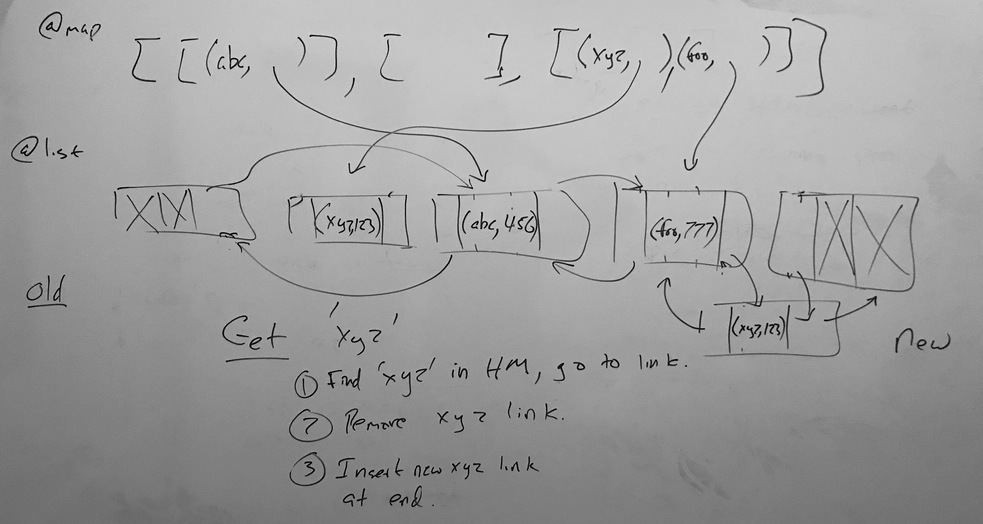 @map
[ [(abc, )], [ ], [(xyz, ),(foo, )] ]
@list
(xyz,123) (abc, 456) (foo, 777)
(xyz,123)
old
new
Get 'xyz'
① Find 'xyz' in HM, go to link.
② Remove xyz link.
③ Insert new xyz link
at end.